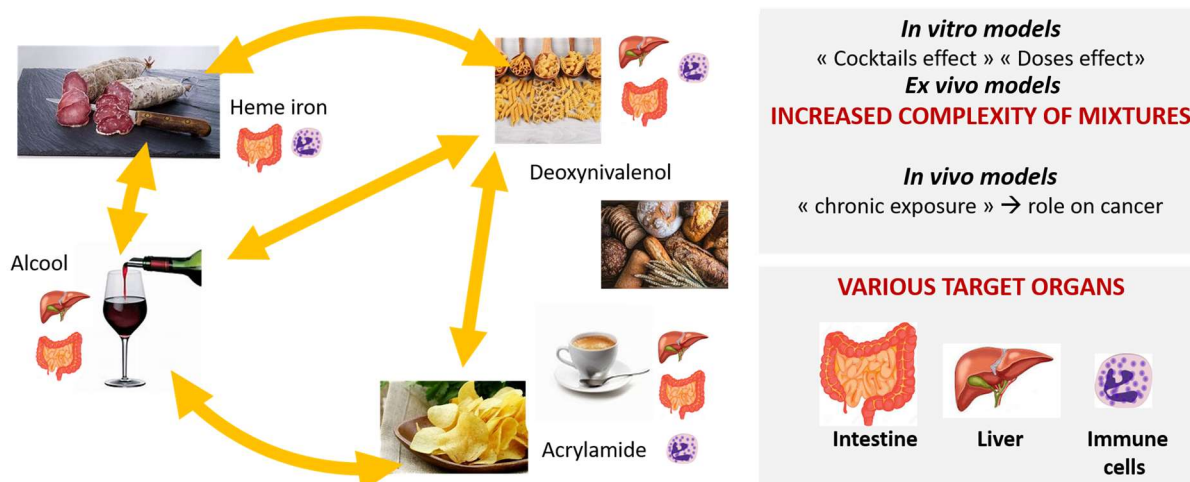 Heme iron
Deoxynivalenol
Alcool
Acrylamide
In vitro models
« Cocktails effect » « Doses effect»
Ex vivo models
INCREASED COMPLEXITY OF MIXTURES
In vivo models
« chronic exposure » → role on cancer
VARIOUS TARGET ORGANS
Intestine
Liver
Immune
cells